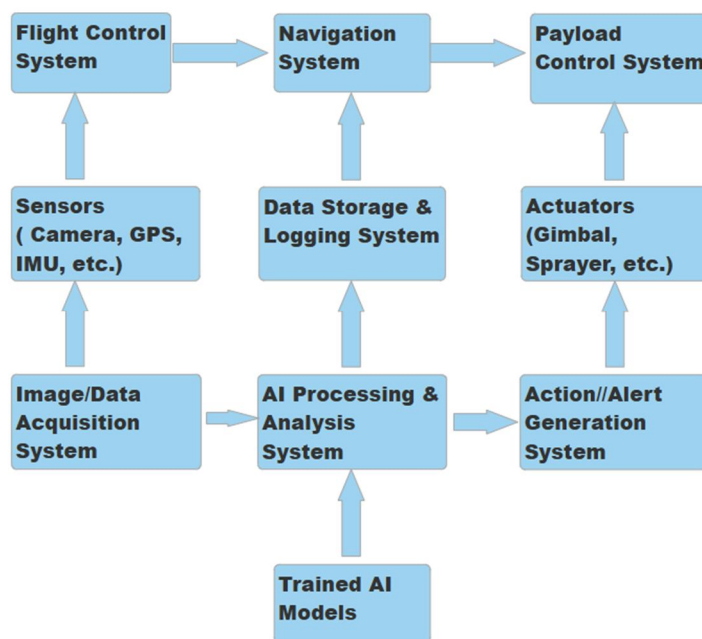 Flight Control
System
Navigation
System
Payload
Control System
Sensors
( Camera, GPS,
IMU, etc.)
Data Storage &
Logging System
Actuators
(Gimbal,
Sprayer, etc.)
Image/Data
Acquisition
System
AI Processing &
Analysis
System
Action//Alert
Generation
System
Trained AI
Models